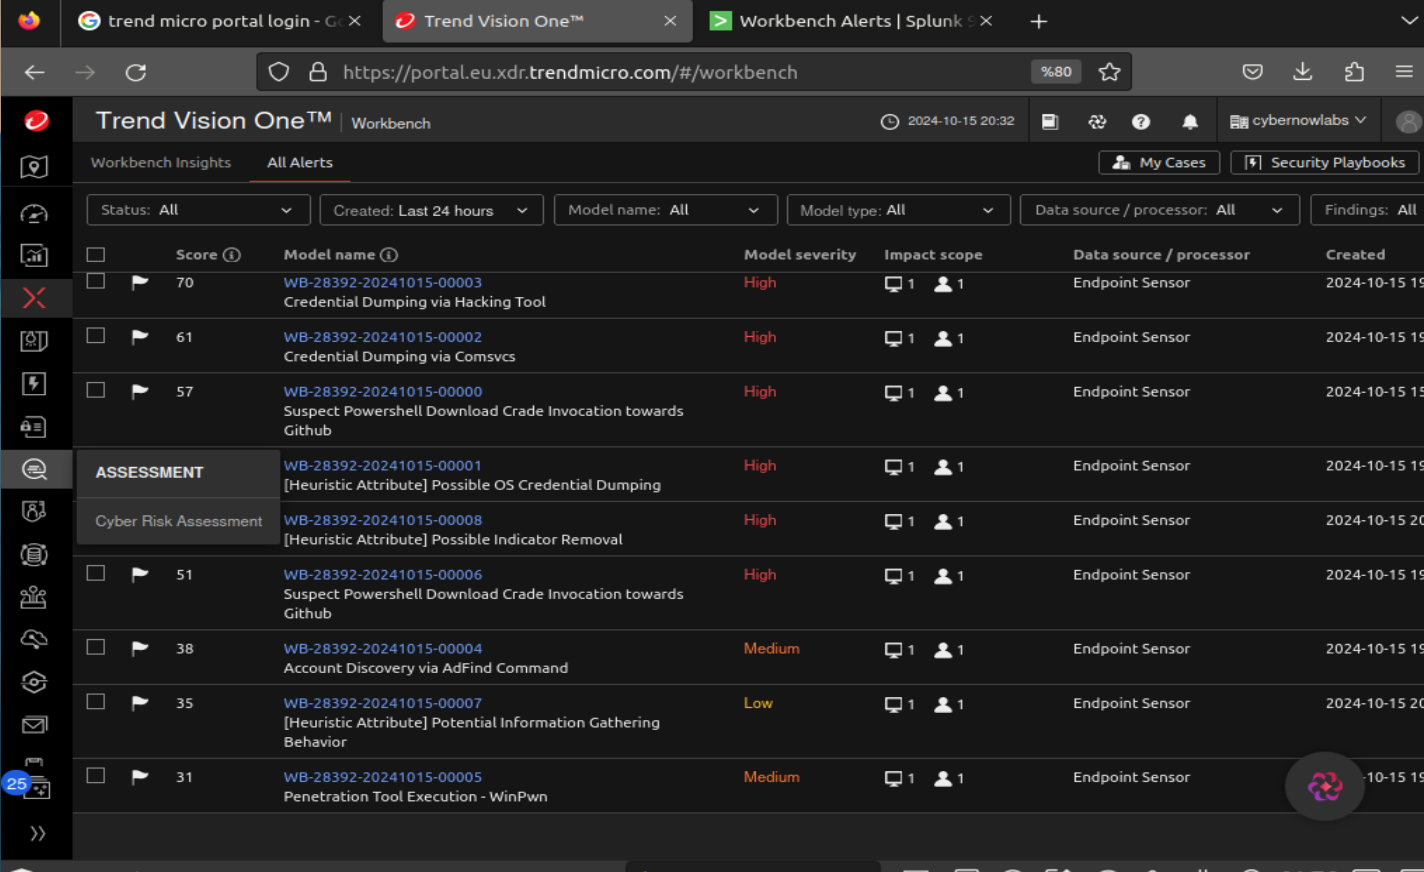 trend micro portal login - Go
Trend Vision One™
Workbench Alerts | Splunk
https://portal.eu.xdr.trendmicro.com/#/workbench
%80
Trend Vision One™ | Workbench
2024-10-15 20:32
cybernowlabs
Workbench Insights
All Alerts
My Cases
Security Playbooks
Status: All
Created: Last 24 hours
Model name: All
Model type: All
Data source / processor: All
Findings: All
Score Model name Model severity Impact scope Data source / processor Created
70 WB-28392-20241015-00003 High 1 1 Endpoint Sensor 2024-10-15 19
Credential Dumping via Hacking Tool
61 WB-28392-20241015-00002 High 1 1 Endpoint Sensor 2024-10-15 19
Credential Dumping via Comsvcs
57 WB-28392-20241015-00000 High 1 1 Endpoint Sensor 2024-10-15 15
Suspect Powershell Download Crade Invocation towards
Github
ASSESSMENT
Cyber Risk Assessment
WB-28392-20241015-00001 High 1 1 Endpoint Sensor 2024-10-15 19
[Heuristic Attribute] Possible OS Credential Dumping
WB-28392-20241015-00008 High 1 1 Endpoint Sensor 2024-10-15 20
[Heuristic Attribute] Possible Indicator Removal
51 WB-28392-20241015-00006 High 1 1 Endpoint Sensor 2024-10-15 19
Suspect Powershell Download Crade Invocation towards
Github
38 WB-28392-20241015-00004 Medium 1 1 Endpoint Sensor 2024-10-15 19
Account Discovery via AdFind Command
35 WB-28392-20241015-00007 Low 1 1 Endpoint Sensor 2024-10-15 20
[Heuristic Attribute] Potential Information Gathering
Behavior
31 WB-28392-20241015-00005 Medium 1 1 Endpoint Sensor -10-15 19
Penetration Tool Execution - WinPwn
25